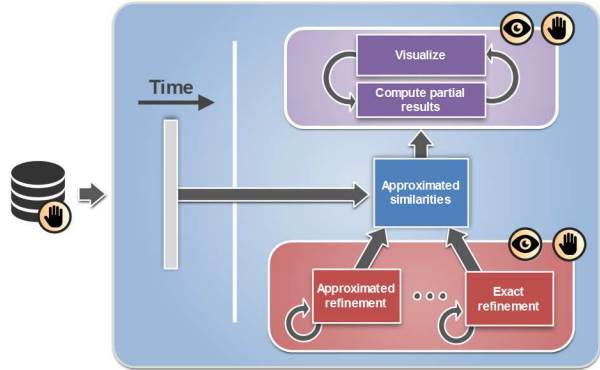 Visualize
Time
Compute partial
results
Approximated
similarities
Approximated
refinement
Exact
refinement